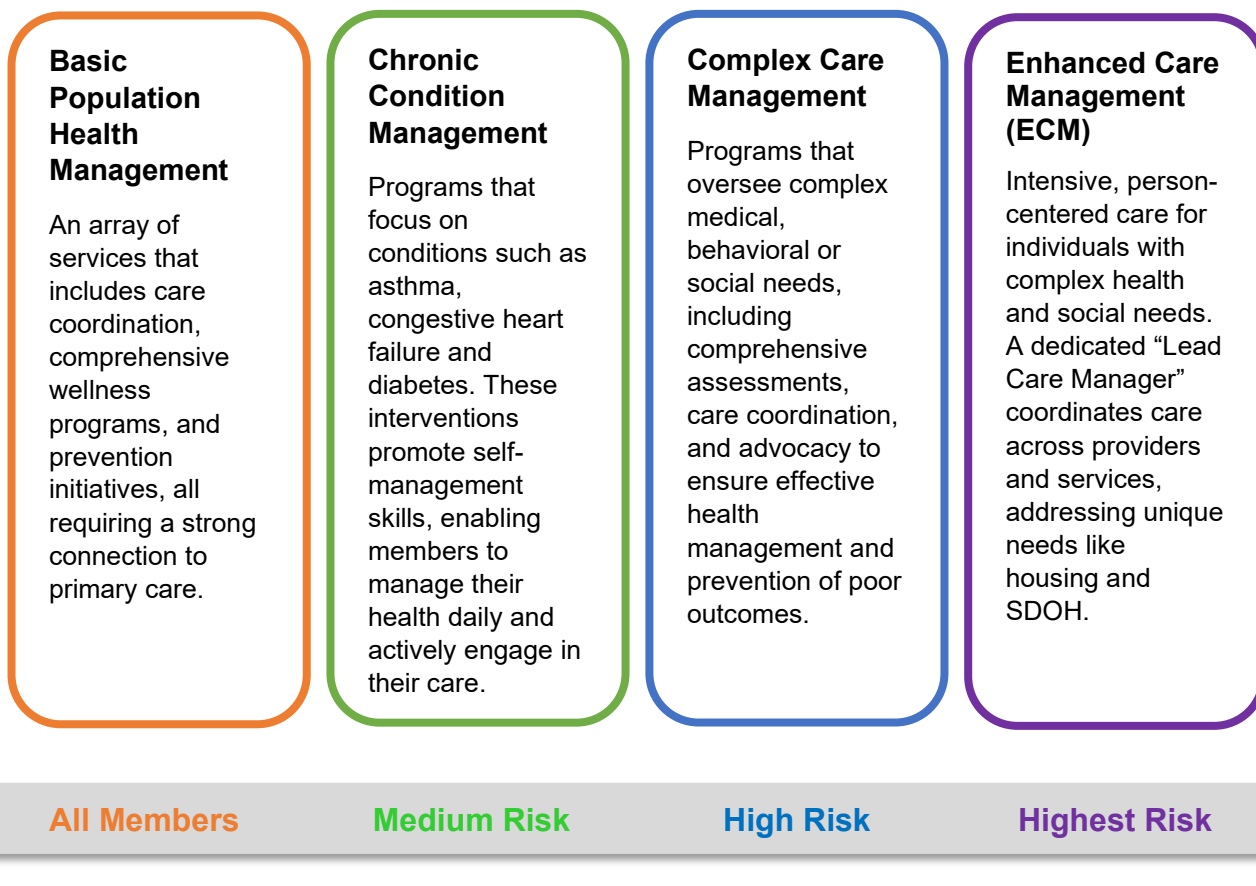 Basic
Population
Health
Management
An array of
services that
includes care
coordination,
comprehensive
wellness
programs, and
prevention
initiatives, all
requiring a strong
connection to
primary care.
Chronic
Condition
Management
Programs that
focus on
conditions such as
asthma,
congestive heart
failure and
diabetes. These
interventions
promote self-
management
skills, enabling
members to
manage their
health daily and
actively engage in
their care.
Complex Care
Management
Programs that
oversee complex
medical,
behavioral or
social needs,
including
comprehensive
assessments,
care coordination,
and advocacy to
ensure effective
health
management and
prevention of poor
outcomes.
Enhanced Care
Management
(ECM)
Intensive, person-
centered care for
individuals with
complex health
and social needs.
A dedicated “Lead
Care Manager”
coordinates care
across providers
and services,
addressing unique
needs like
housing and
SDOH.
All Members
Medium Risk
High Risk
Highest Risk